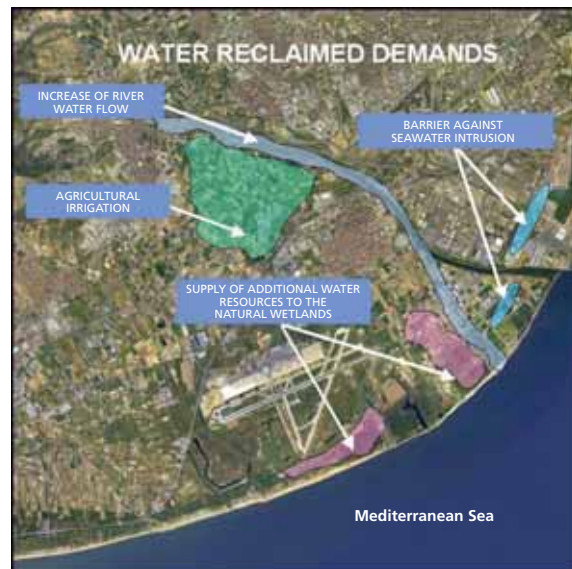 WATER RECLAIMED DEMANDS
INCREASE OF RIVER
WATER FLOW
BARRIER AGAINST
SEAWATER INTRUSION
AGRICULTURAL
IRRIGATION
SUPPLY OF ADDITIONAL WATER
RESOURCES TO THE
NATURAL WETLANDS
Mediterranean Sea